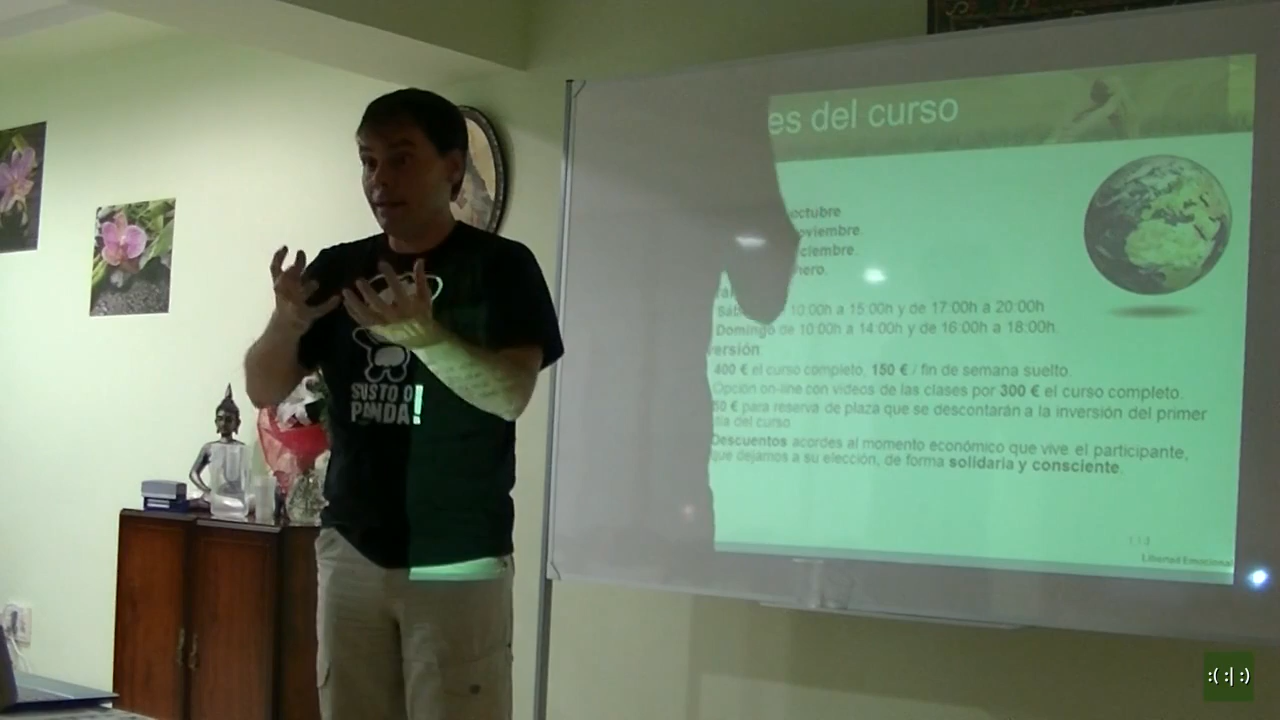 es del curso
octubre
oviembre.
ciembre.
nero.
Sáb 10:00h a 15:00h y de 17:00h a 20:00h
Domingo de 10:00h a 14:00h y de 16:00h a 18:00h.
versión:
400 € el curso completo, 150 € / fin de semana suelto.
Opción on-line con videos de las clases por 300 € el curso completo.
50 € para reserva de plaza que se descontarán a la inversión del primer
día del curso
Descuentos acordes al momento económico que vive el participante,
que dejamos a su elección, de forma solidaria y consciente.
Libertad Emocional
SUSTO O
PANDA!
:( :| :)